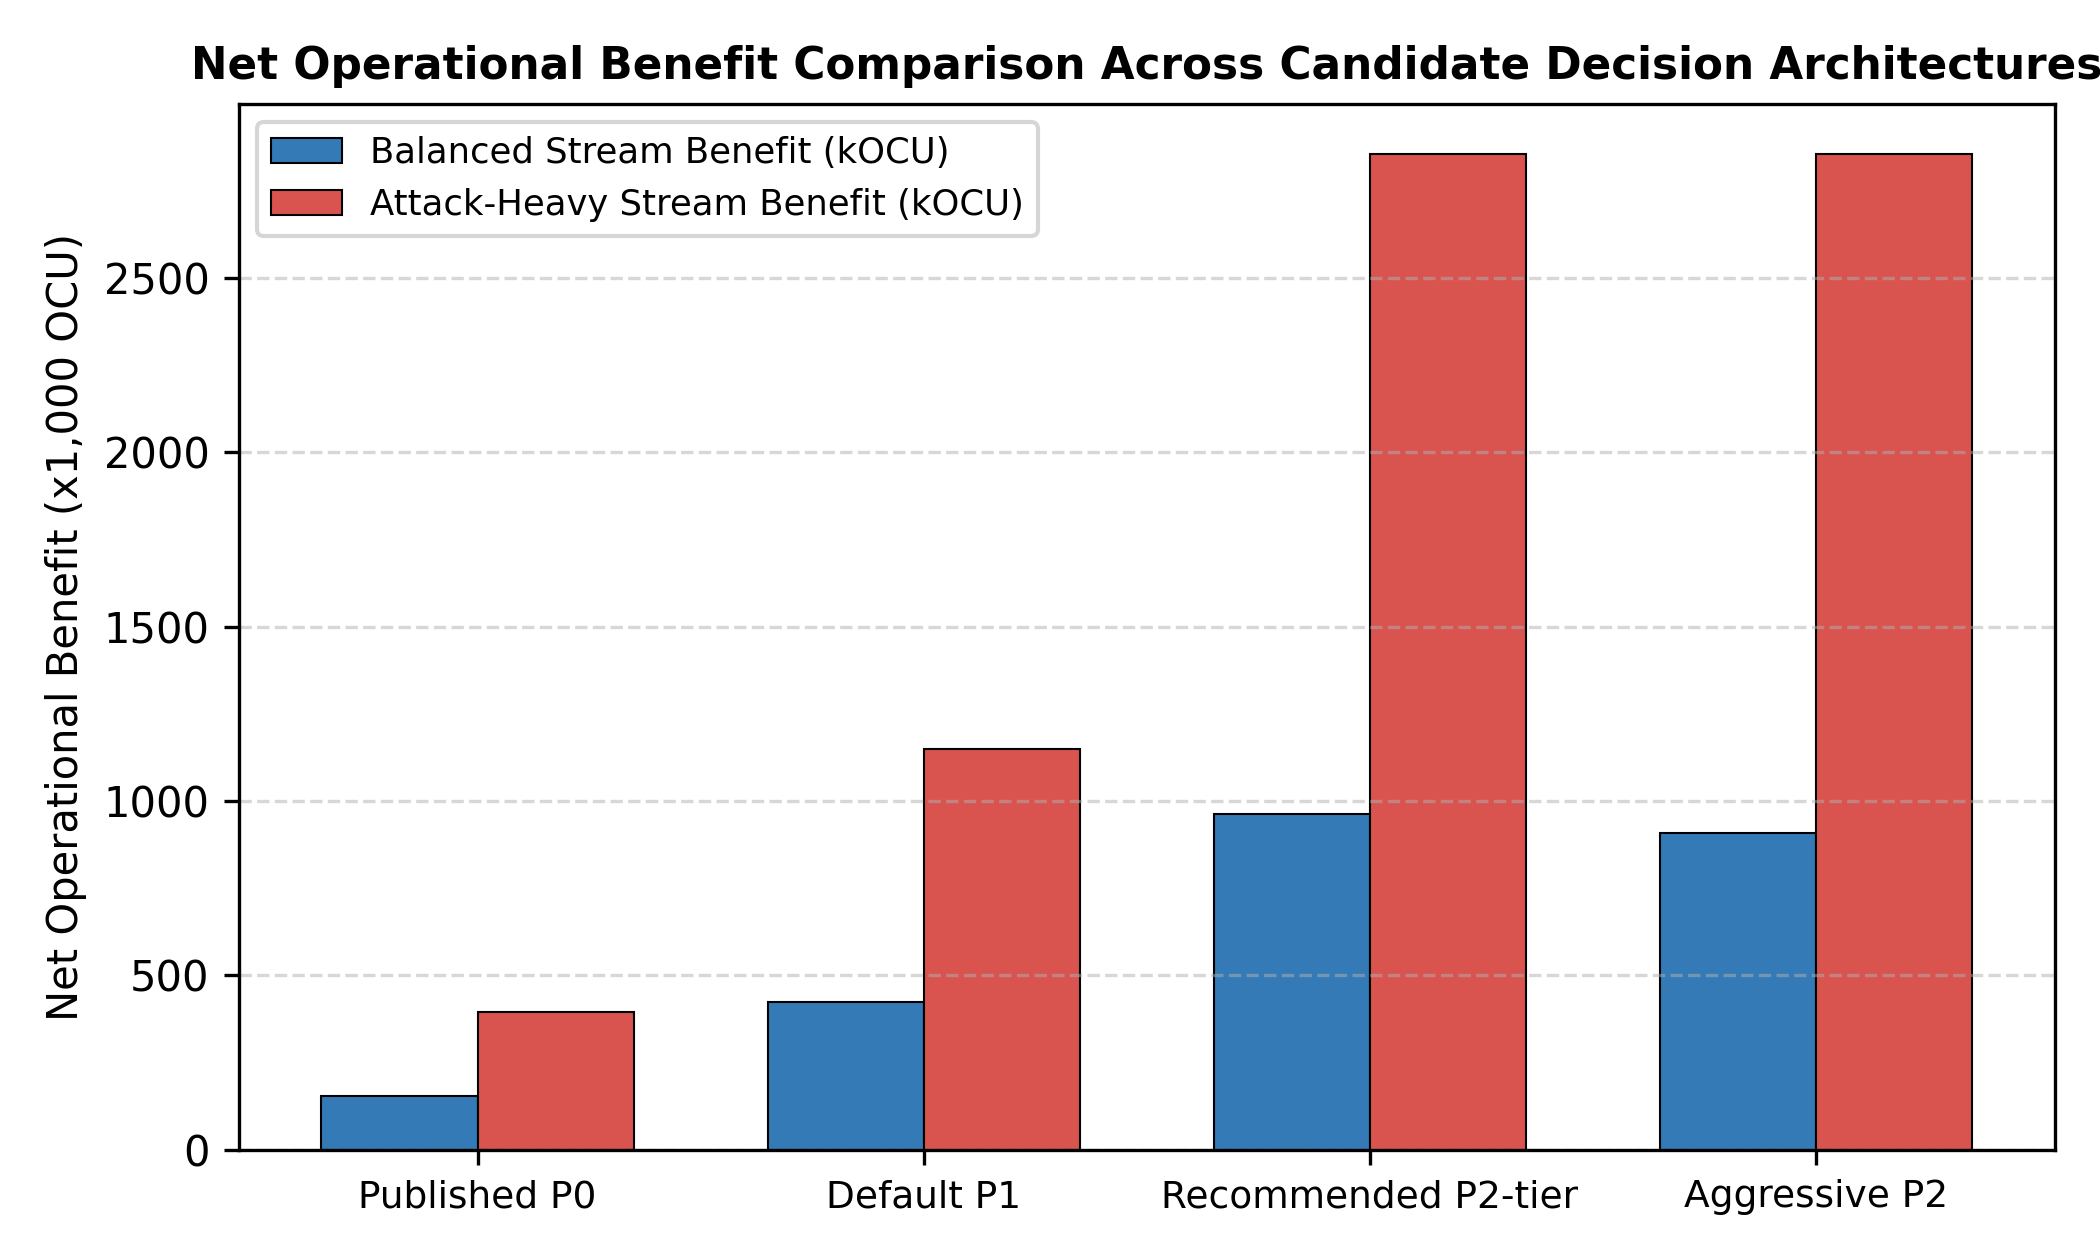 Net Operational Benefit Comparison Across Candidate Decision Architectures
Balanced Stream Benefit (kOCU)
Attack-Heavy Stream Benefit (kOCU)
Net Operational Benefit (x1,000 OCU)
2500
2000
1500
1000
500
0
Published P0
Default P1
Recommended P2-tier
Aggressive P2